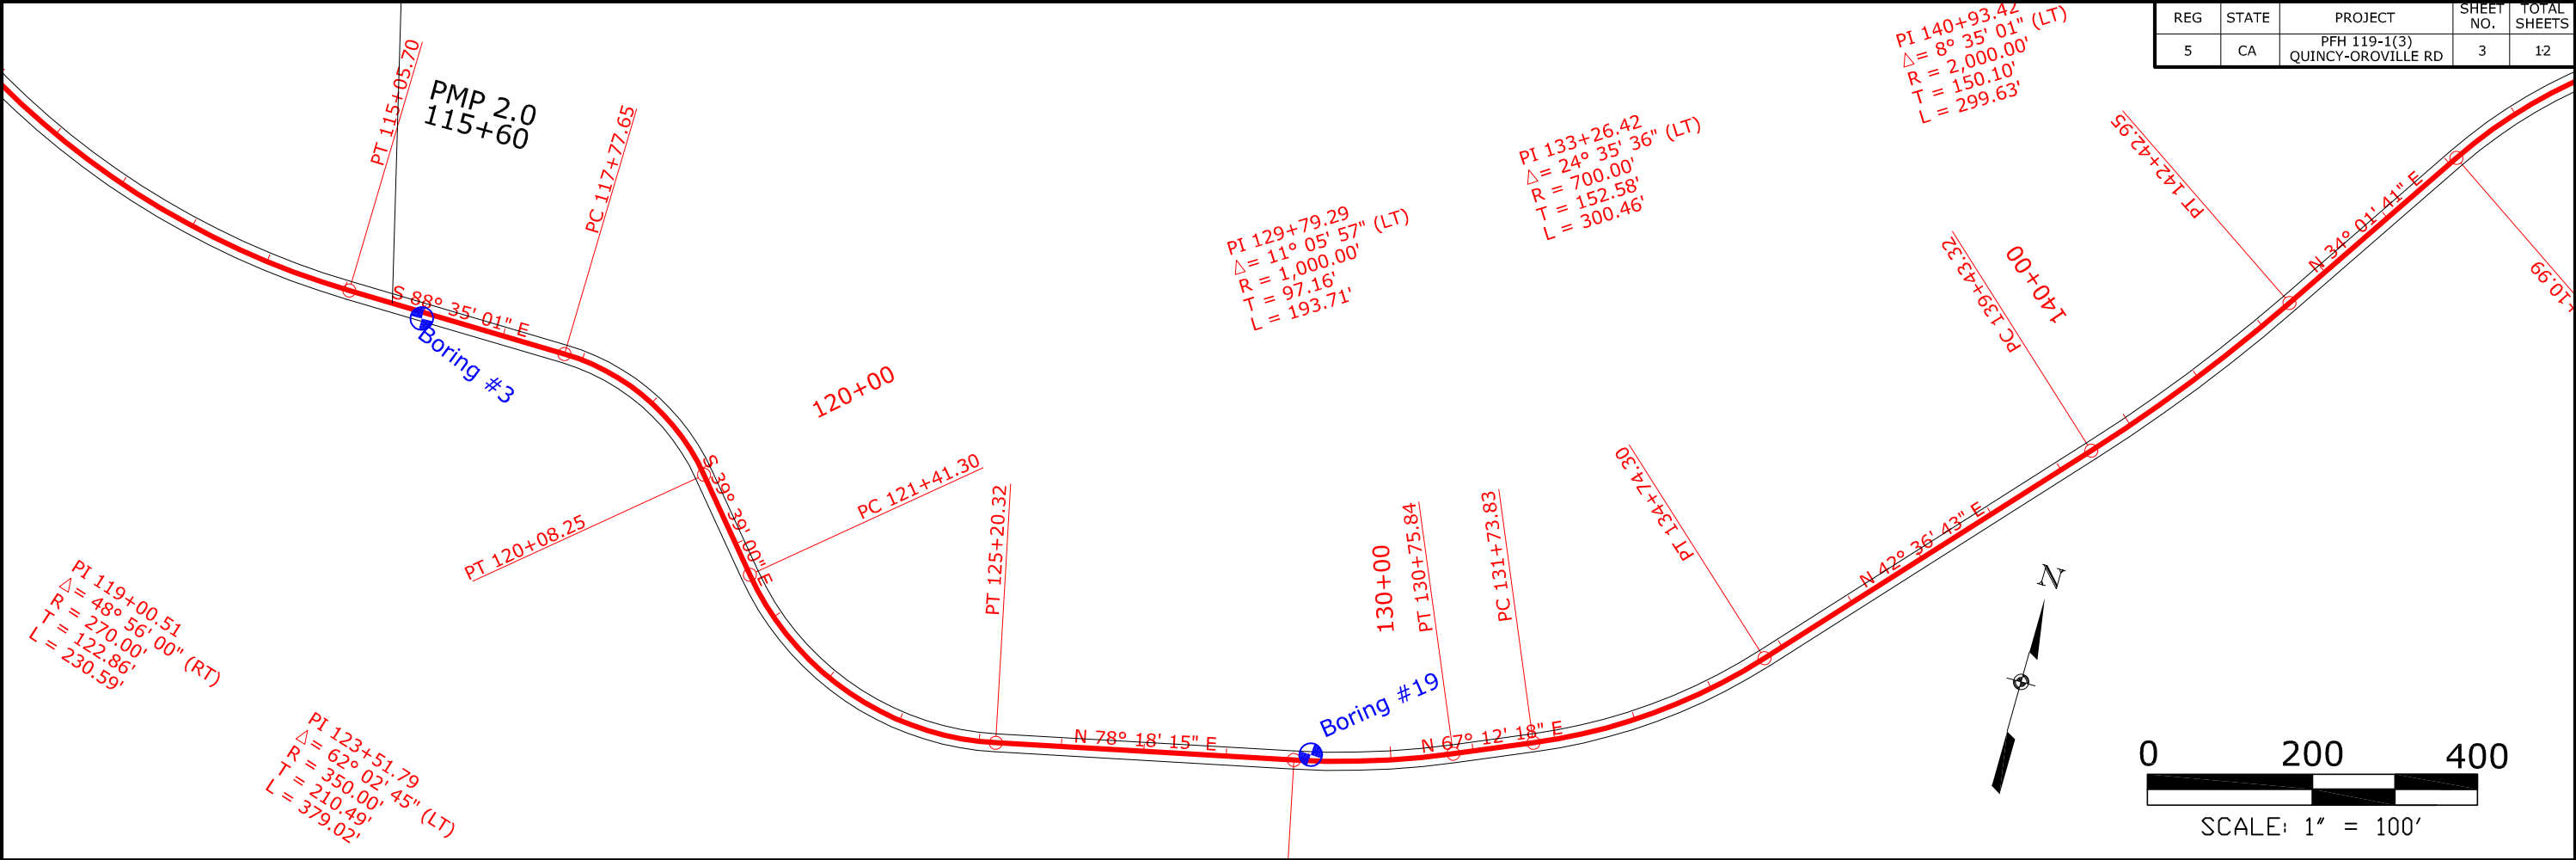 REG STATE PROJECT SHEET NO. TOTAL SHEETS
5 CA PFH 119-1(3) QUINCY-OROVILLE RD 3 12
PT 115+05.70
PMP 2.0
115+60
PC 117+77.65
S 88° 35' 01" E
Boring #3
120+00
S 39° 39' 00" E
PT 120+08.25
PC 121+41.30
PI 119+00.51
△= 48° 56' 00" (RT)
R = 270.00'
T = 122.86'
L = 230.59'
PI 123+51.79
△= 62° 02' 45" (LT)
R = 350.00'
T = 210.49'
L = 379.02'
PT 125+20.32
N 78° 18' 15" E
PI 129+79.29
△= 11° 05' 57" (LT)
R = 1,000.00'
T = 97.16'
L = 193.71'
Boring #19
130+00
PT 130+75.84
N 67° 12' 18" E
PC 131+73.83
PI 133+26.42
△= 24° 35' 36" (LT)
R = 700.00'
T = 152.58'
L = 300.46'
PT 134+74.30
N 42° 36' 43" E
PC 139+43.32
140+00
PI 140+93.42
△= 8° 35' 01" (LT)
R = 2,000.00'
T = 150.10'
L = 299.63'
PT 142+42.95
N 34° 01' 41" E
+10.99
N
0 200 400
SCALE: 1" = 100'